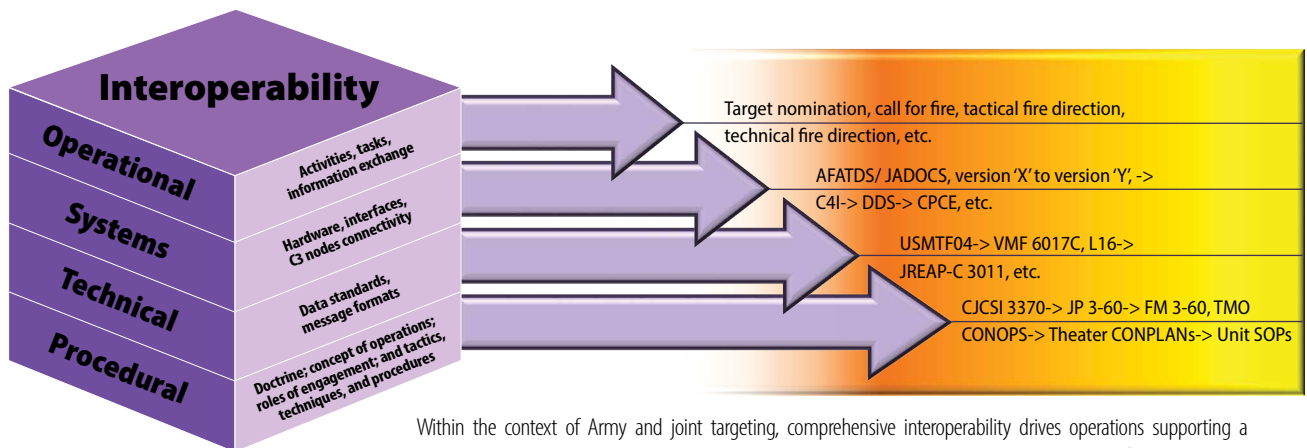 Interoperability
Operational
Activities, tasks,
information exchange
Systems
Hardware, interfaces,
C3 nodes connectivity
Technical
Data standards,
message formats
Procedural
Doctrine; concept of operations;
roles of engagement; and tactics,
techniques, and procedures
Target nomination, call for fire, tactical fire direction,
technical fire direction, etc.
AFATDS/ JADOCS, version ‘X’ to version ‘Y’, ->
C4I-> DDS-> CPCE, etc.
USMTF04-> VMF 6017C, L16->
JREAP-C 3011, etc.
CJCSI 3370-> JP 3-60-> FM 3-60, TMO
CONOPS-> Theater CONPLANs-> Unit SOPs
Within the context of Army and joint targeting, comprehensive interoperability drives operations supporting a